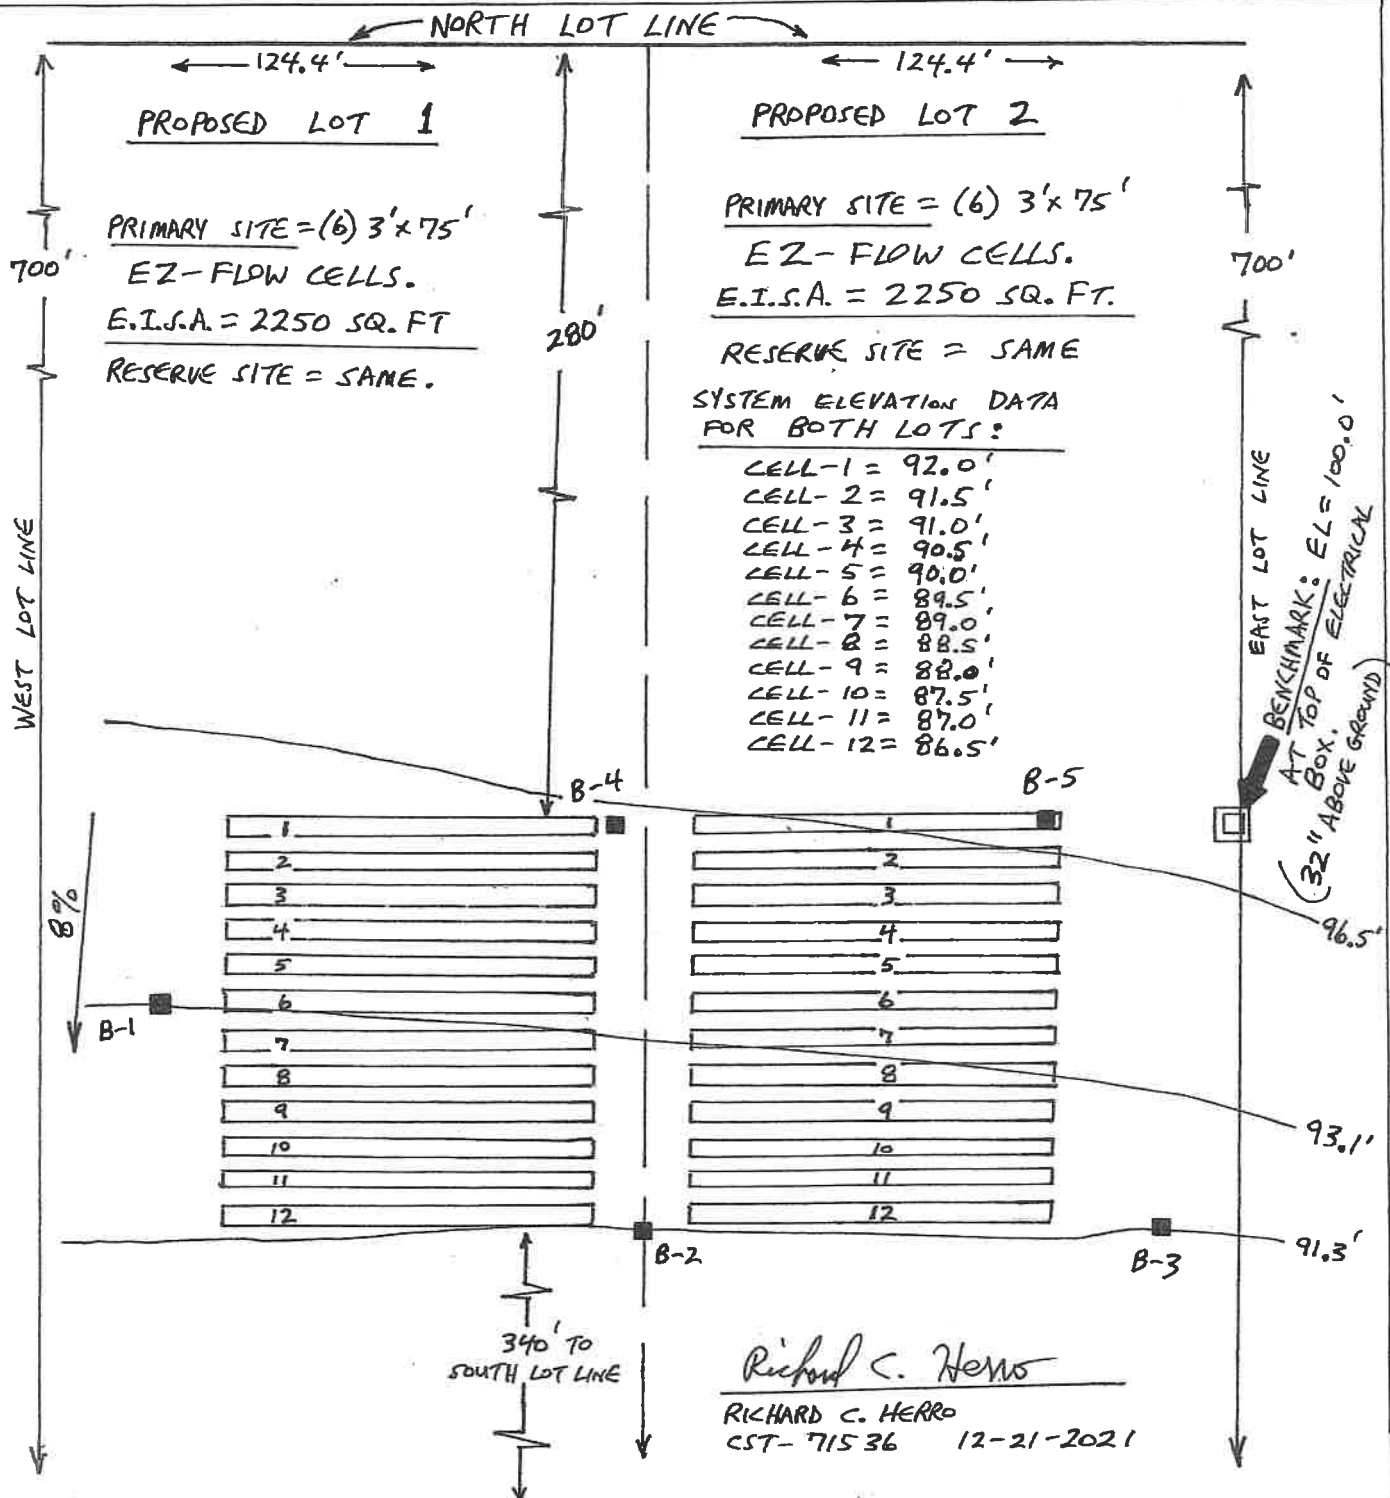 NORTH LOT LINE
124.4'
124.4'
PROPOSED LOT 1
PROPOSED LOT 2
PRIMARY SITE = (6) 3' x 75'
EZ-FLOW CELLS.
E.I.S.A. = 2250 SQ. FT
RESERVE SITE = SAME.
700'
280'
PRIMARY SITE = (6) 3' x 75'
EZ-FLOW CELLS.
E.I.S.A. = 2250 SQ. FT.
RESERVE SITE = SAME
700'
SYSTEM ELEVATION DATA
FOR BOTH LOTS:
CELL-1 = 92.0'
CELL-2 = 91.5'
CELL-3 = 91.0'
CELL-4 = 90.5'
CELL-5 = 90.0'
CELL-6 = 89.5'
CELL-7 = 89.0'
CELL-8 = 88.5'
CELL-9 = 88.0'
CELL-10 = 87.5'
CELL-11 = 87.0'
CELL-12 = 86.5'
WEST LOT LINE
EAST LOT LINE
BENCHMARK: EL = 100.0'
AT TOP OF ELECTRICAL
BOX.
(32" ABOVE GROUND)
B-4
B-5
1
2
3
4
5
6
7
8
9
10
11
12
1
2
3
4
5
6
7
8
9
10
11
12
8%
B-1
96.5'
93.1'
91.3'
B-2
B-3
340' TO
SOUTH LOT LINE
Richard C. Herro
RICHARD C. HERRO
CST-71536 12-21-2021